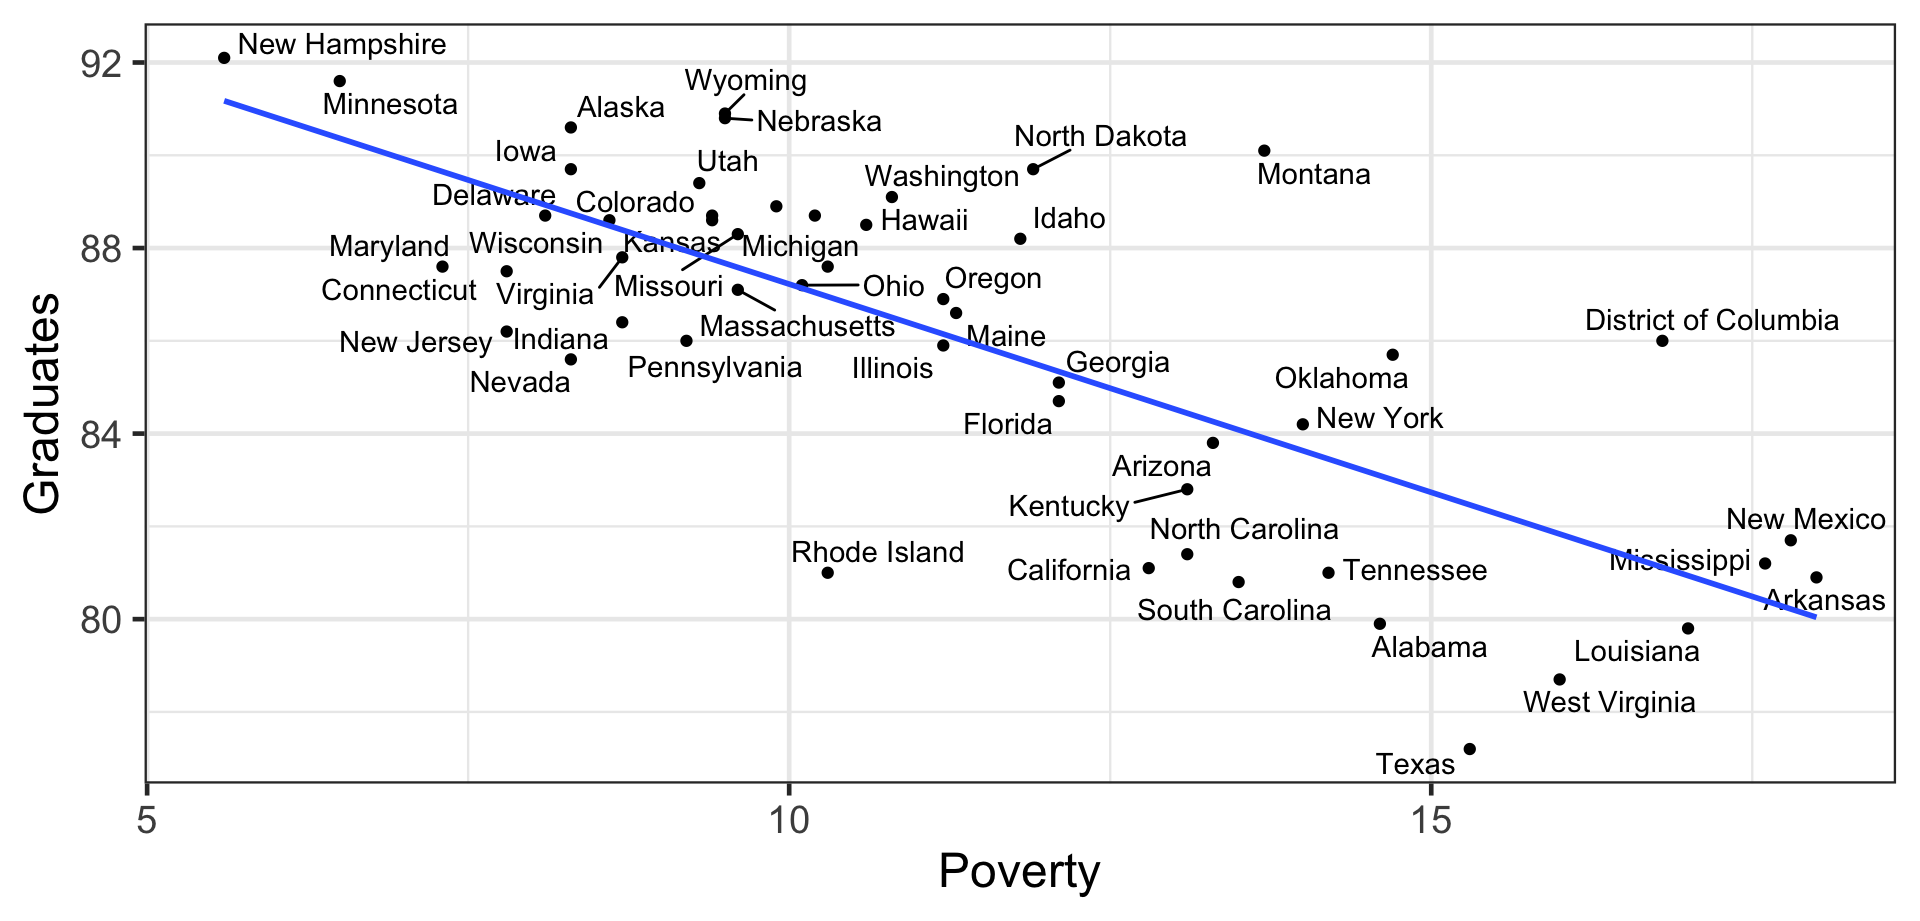 92
New Hampshire
Minnesota
Wyoming
Alaska
Nebraska
North Dakota
Iowa
Utah
Washington
Montana
Delaware
Colorado
Hawaii
Idaho
88
Maryland
Wisconsin
Kansas
Michigan
Connecticut
Virginia
Missouri
Ohio
Oregon
New Jersey
Indiana
Massachusetts
Maine
District of Columbia
Nevada
Pennsylvania
Illinois
Georgia
Oklahoma
84
Florida
New York
Arizona
Kentucky
North Carolina
New Mexico
Rhode Island
California
Tennessee
Mississippi
South Carolina
Arkansas
80
Alabama
Louisiana
West Virginia
Texas
5
10
15
Poverty
Graduates